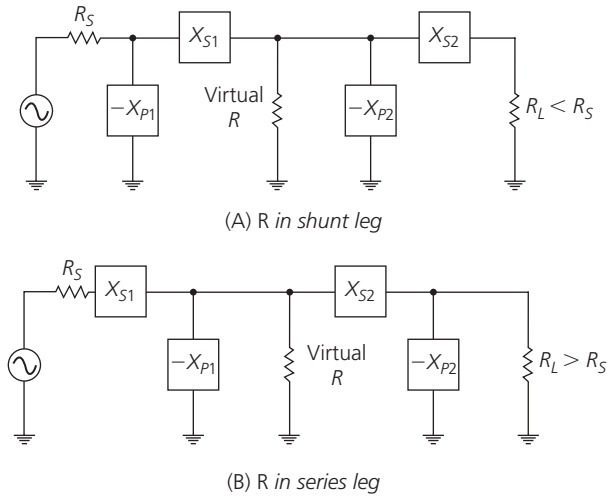 R_S
X_S1
X_S2
−X_P1
Virtual
R
−X_P2
R_L < R_S
(A) R in shunt leg
R_S
X_S1
X_S2
−X_P1
Virtual
R
−X_P2
R_L > R_S
(B) R in series leg